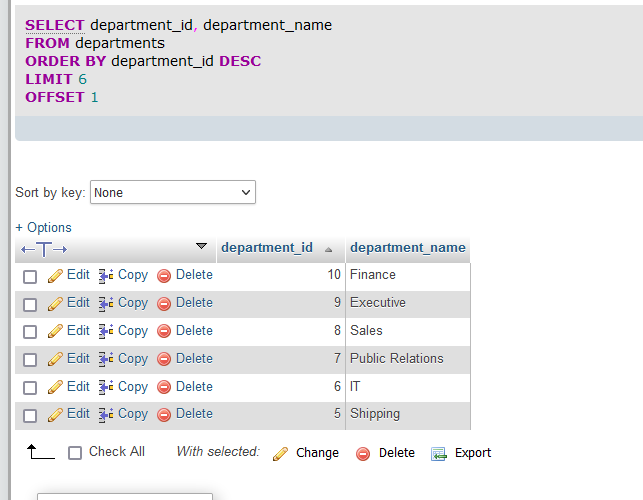 SELECT department_id, department_name
FROM departments
ORDER BY department_id DESC
LIMIT 6
OFFSET 1
Sort by key: None
+ Options
←T→ department_id department_name
Edit Copy Delete 10 Finance
Edit Copy Delete 9 Executive
Edit Copy Delete 8 Sales
Edit Copy Delete 7 Public Relations
Edit Copy Delete 6 IT
Edit Copy Delete 5 Shipping
Check All With selected: Change Delete Export